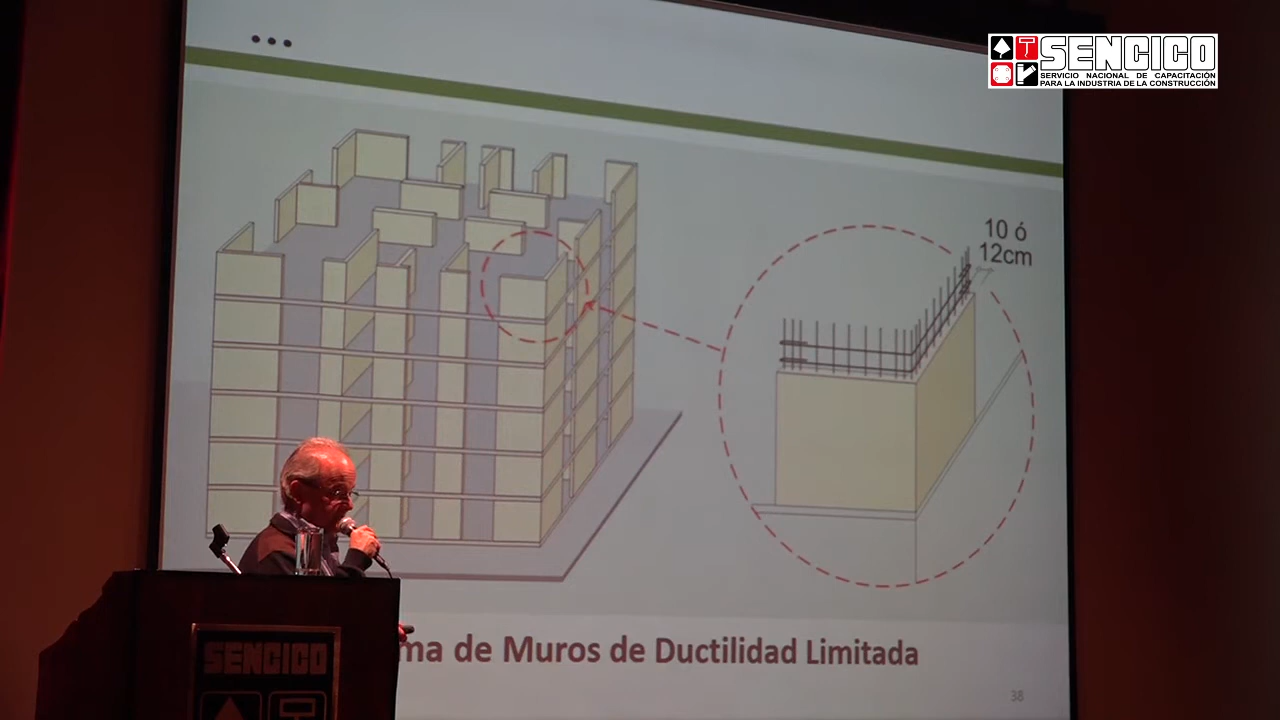 SENCICO
SERVICIO NACIONAL DE CAPACITACIÓN
PARA LA INDUSTRIA DE LA CONSTRUCCIÓN
10 ó
12cm
de Muros de Ductilidad Limitada
38
SENCICO